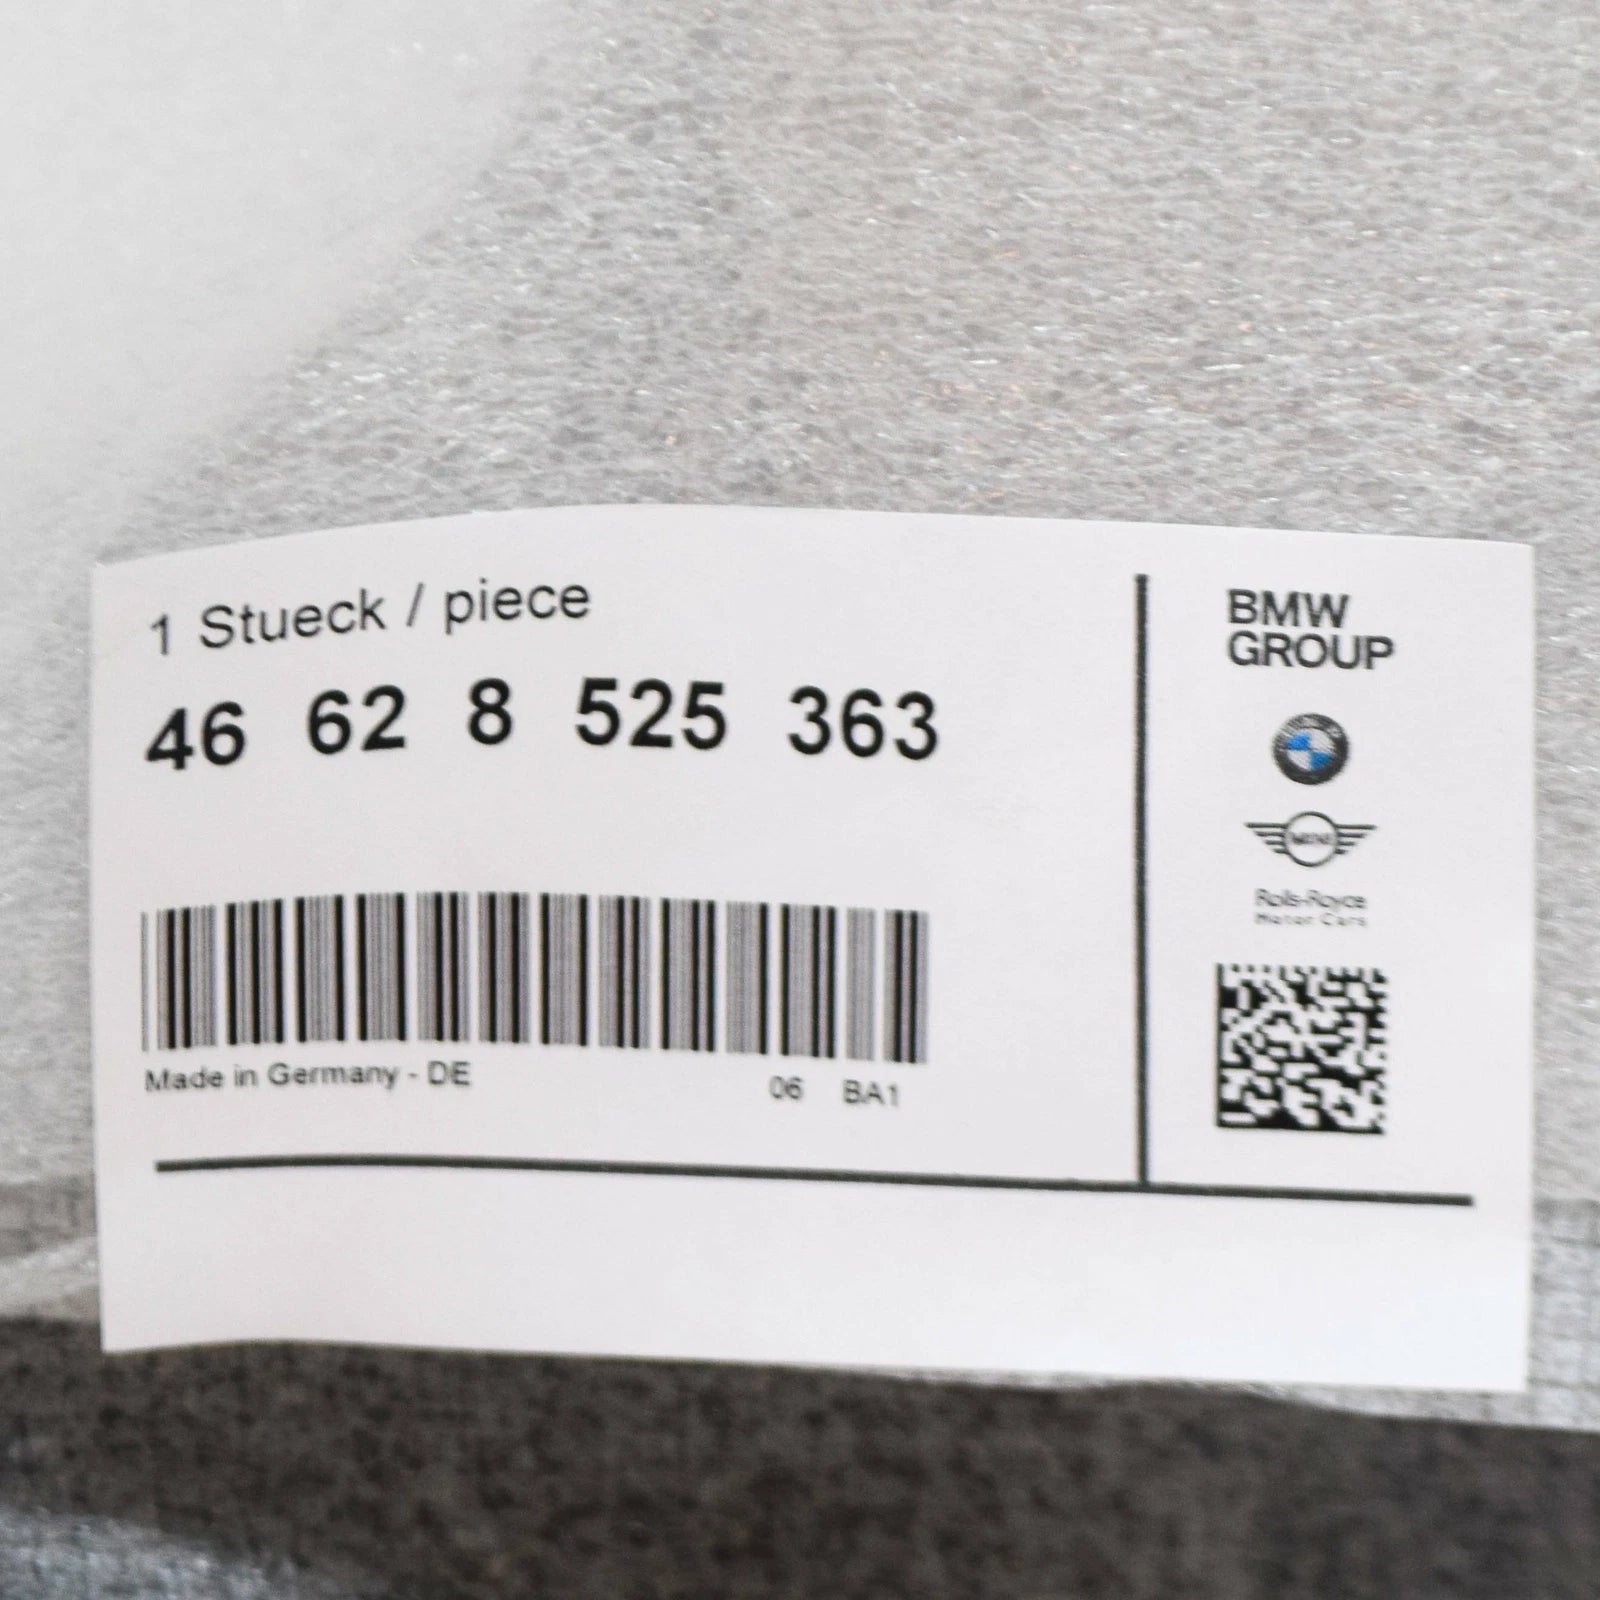 1 Stueck / piece
46 62 8 525 363
Made in Germany - DE
06 BA1
BMW
GROUP
MINI
Rolls-Royce
Motor Cars